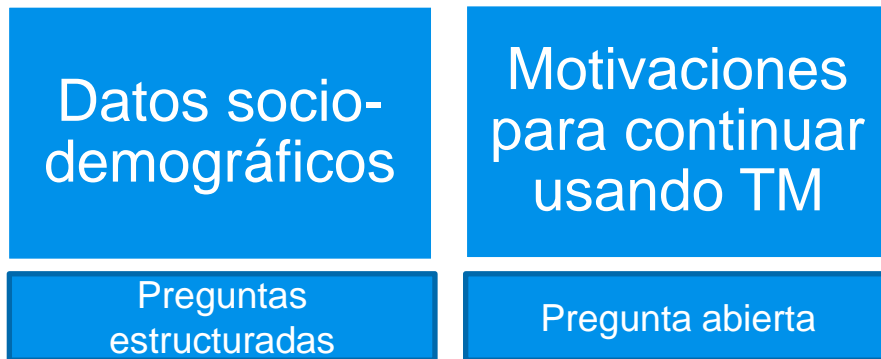 Datos socio-
demográficos
Motivaciones
para continuar
usando TM
Preguntas
estructuradas
Pregunta abierta